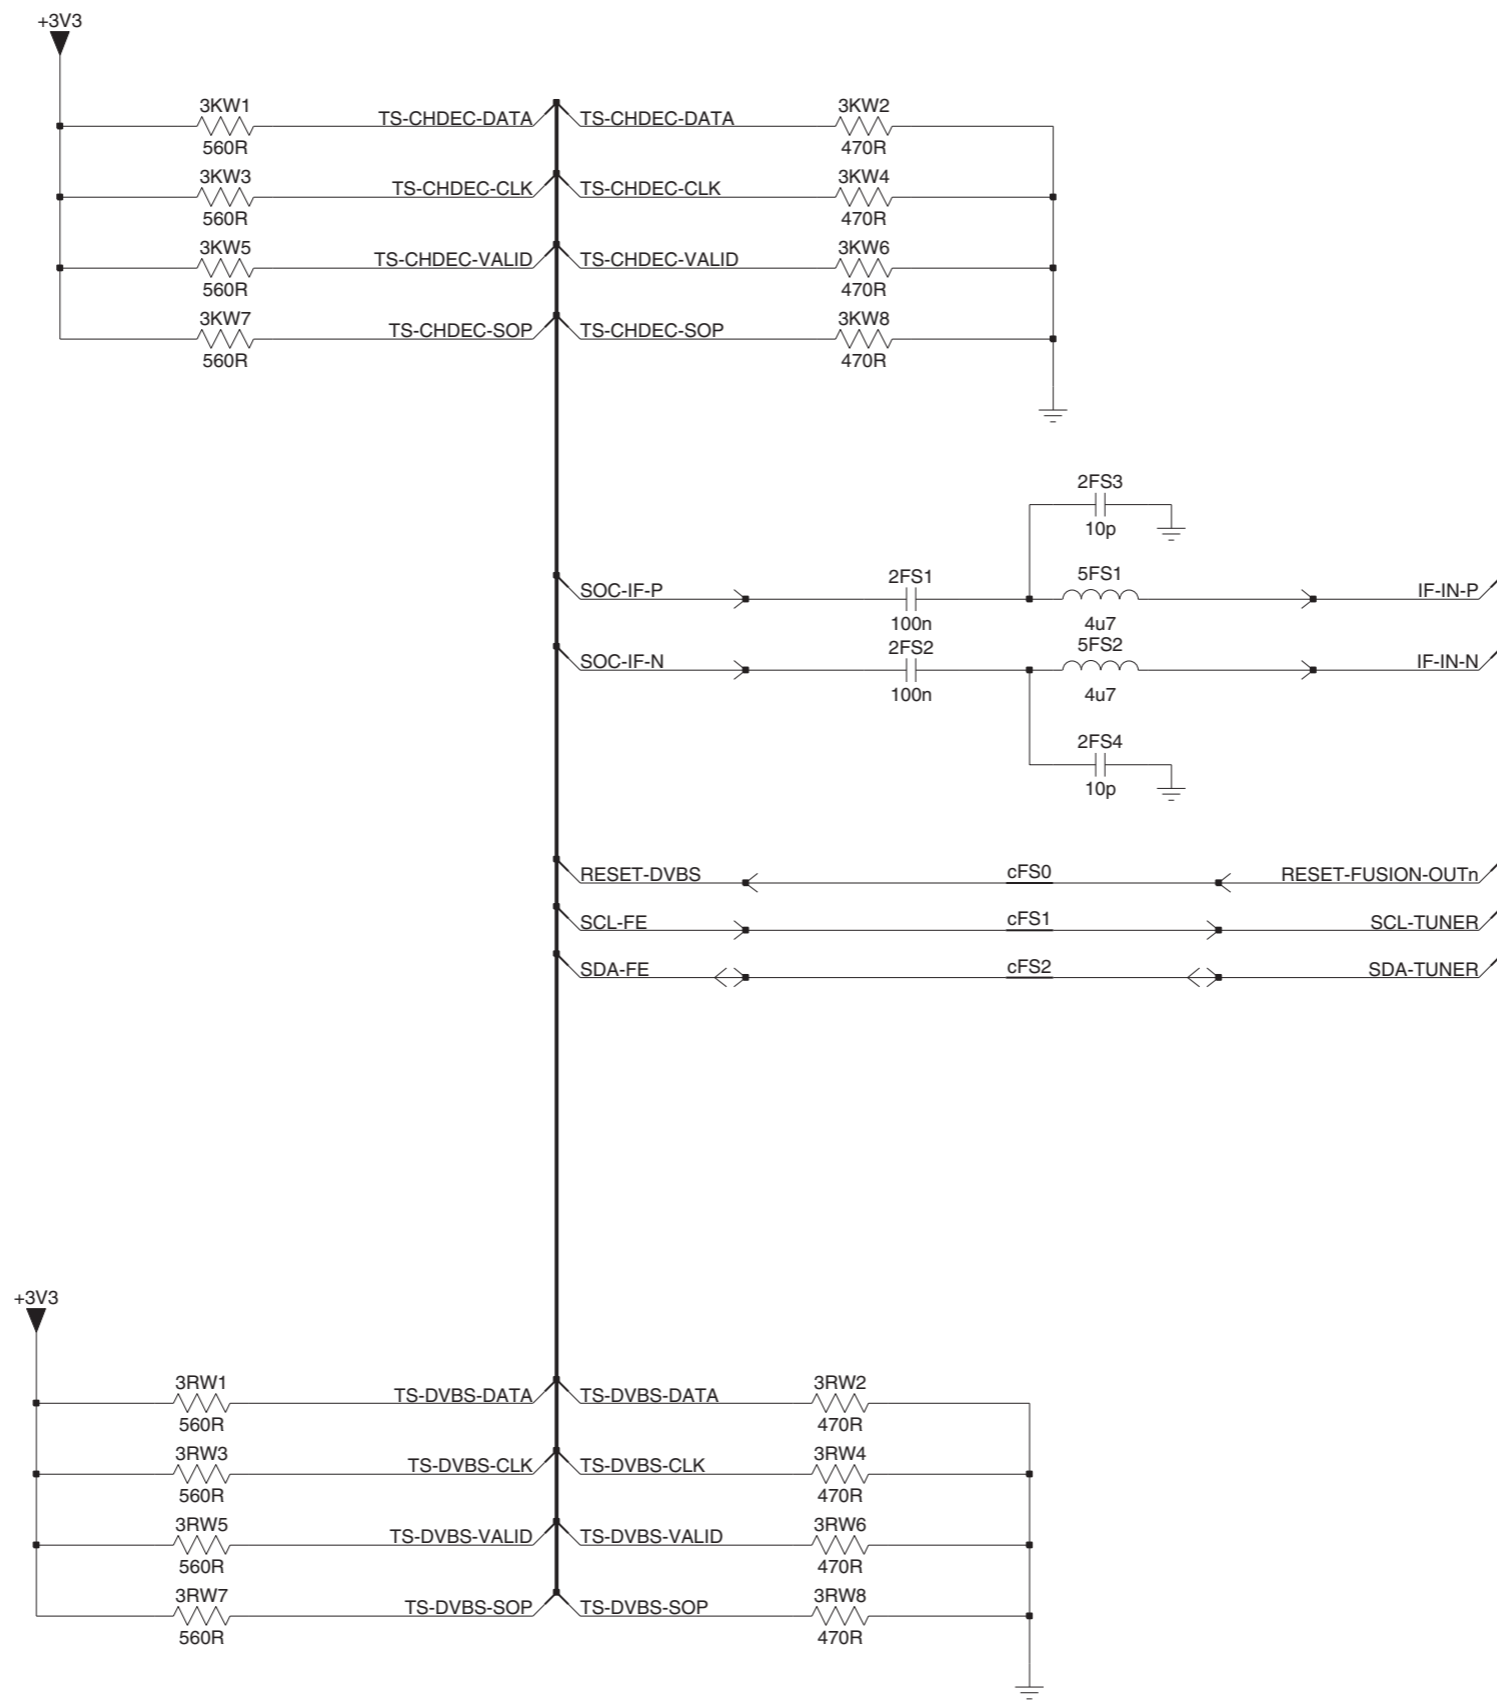 +3V3
3KW1
TS-CHDEC-DATA
TS-CHDEC-DATA
3KW2
560R
470R
3KW3
TS-CHDEC-CLK
TS-CHDEC-CLK
3KW4
560R
470R
3KW5
TS-CHDEC-VALID
TS-CHDEC-VALID
3KW6
560R
470R
3KW7
TS-CHDEC-SOP
TS-CHDEC-SOP
3KW8
560R
470R
2FS3
10p
SOC-IF-P
2FS1
5FS1
IF-IN-P
100n
4u7
SOC-IF-N
2FS2
5FS2
IF-IN-N
100n
4u7
2FS4
10p
RESET-DVBS
cFS0
RESET-FUSION-OUTn
SCL-FE
cFS1
SCL-TUNER
SDA-FE
cFS2
SDA-TUNER
+3V3
3RW1
TS-DVBS-DATA
TS-DVBS-DATA
3RW2
560R
470R
3RW3
TS-DVBS-CLK
TS-DVBS-CLK
3RW4
560R
470R
3RW5
TS-DVBS-VALID
TS-DVBS-VALID
3RW6
560R
470R
3RW7
TS-DVBS-SOP
TS-DVBS-SOP
3RW8
560R
470R